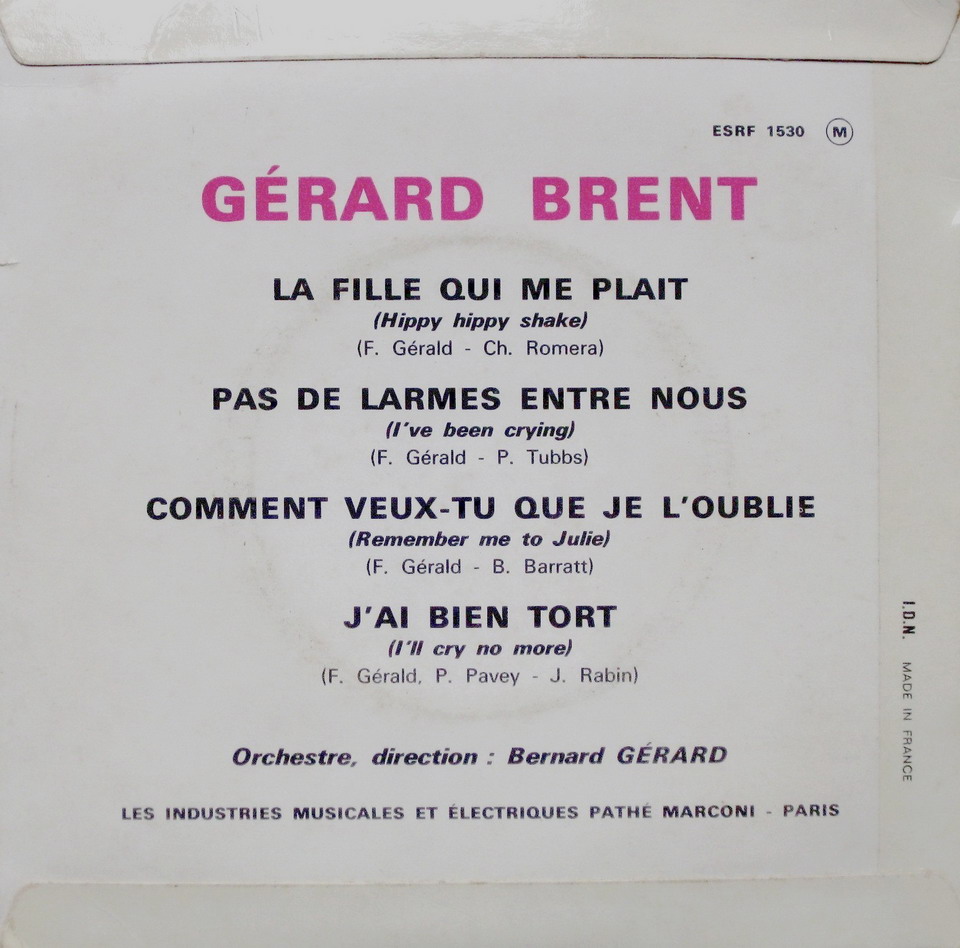 ESRF 1530 M
GÉRARD BRENT
LA FILLE QUI ME PLAIT
(Hippy hippy shake)
(F. Gérald - Ch. Romera)
PAS DE LARMES ENTRE NOUS
(I've been crying)
(F. Gérald - P. Tubbs)
COMMENT VEUX-TU QUE JE L'OUBLIE
(Remember me to Julie)
(F. Gérald - B. Barratt)
J'AI BIEN TORT
(I'll cry no more)
(F. Gérald, P. Pavey - J. Rabin)
Orchestre, direction : Bernard GÉRARD
LES INDUSTRIES MUSICALES ET ÉLECTRIQUES PATHÉ MARCONI - PARIS
I.D.N. MADE IN FRANCE